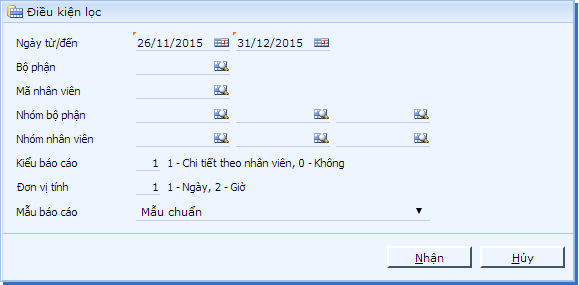 Điều kiện lọc
Ngày từ/đến 26/11/2015 31/12/2015
Bộ phận
Mã nhân viên
Nhóm bộ phận
Nhóm nhân viên
Kiểu báo cáo 1 1 - Chi tiết theo nhân viên, 0 - Không
Đơn vị tính 1 1 - Ngày, 2 - Giờ
Mẫu báo cáo Mẫu chuẩn
Nhận Hủy